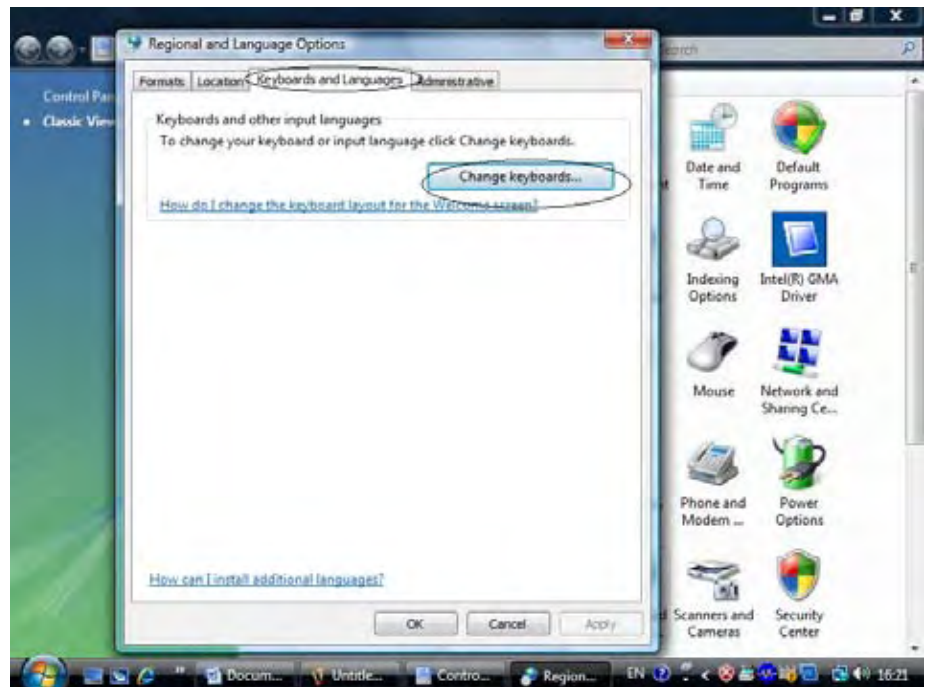 Regional and Language Options
Formats Location Keyboards and Languages Administrative
Keyboards and other input languages
To change your keyboard or input language click Change keyboards.
Change keyboards...
How do I change the keyboard layout for the Welcome screen?
How can I install additional languages?
OK Cancel Apply
Control Pan
Classic View
Date and
Time
Default
Programs
Indexing
Options
Intel(R) GMA
Driver
Mouse
Network and
Sharing Ce...
Phone and
Modem ...
Power
Options
Scanners and
Cameras
Security
Center
Docum... Untitle... Contro... Region... EN 16:21